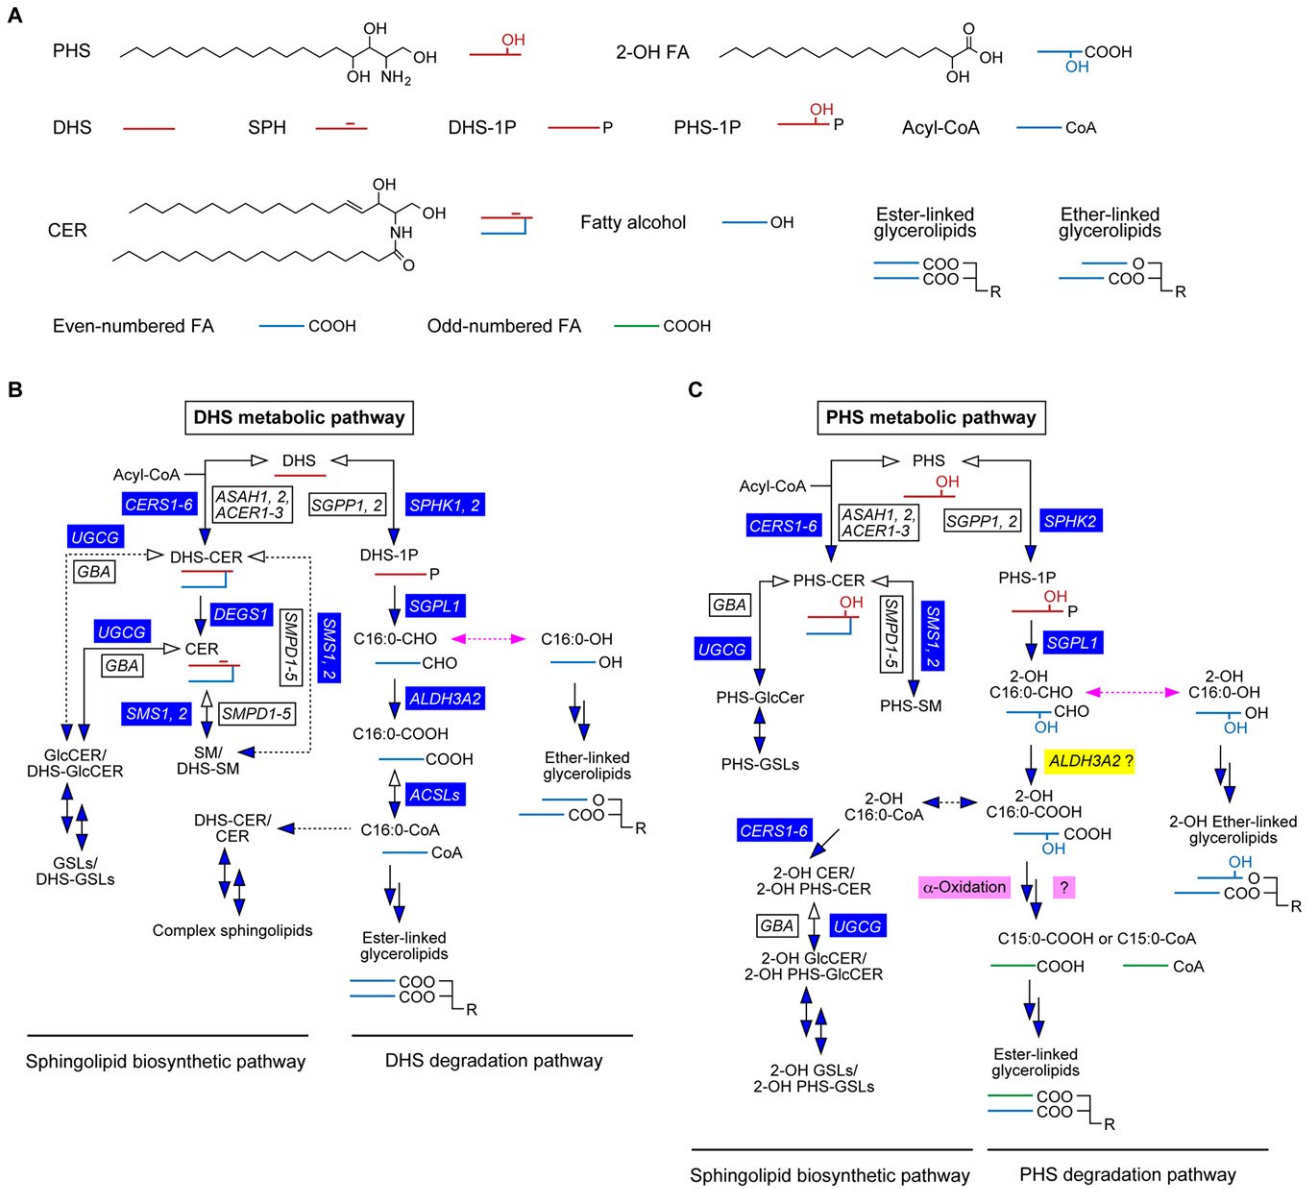 A
PHS
OH
OH
OH
NH2
OH
2-OH FA
O
OH
OH
COOH
OH
DHS
SPH
DHS-1P
P
PHS-1P
OH
P
Acyl-CoA
CoA
CER
OH
OH
NH
O
Fatty alcohol
OH
Ester-linked
glycerolipids
COO
COO
R
Ether-linked
glycerolipids
O
COO
R
Even-numbered FA
COOH
Odd-numbered FA
COOH
B
DHS metabolic pathway
DHS
Acyl-CoA
CERS1-6
ASAH1, 2,
ACER1-3
SGPP1, 2
SPHK1, 2
UGCG
GBA
DHS-CER
DHS-1P
P
DEGS1
SMPD1-5
SMS1, 2
SGPL1
UGCG
GBA
CER
C16:0-CHO
CHO
C16:0-OH
OH
SMS1, 2
SMPD1-5
ALDH3A2
GlcCER/
DHS-GlcCER
SM/
DHS-SM
C16:0-COOH
COOH
Ether-linked
glycerolipids
O
COO
R
ACSLs
DHS-CER/
CER
C16:0-CoA
CoA
GSLs/
DHS-GSLs
Complex sphingolipids
Ester-linked
glycerolipids
COO
COO
R
Sphingolipid biosynthetic pathway
DHS degradation pathway
C
PHS metabolic pathway
PHS
OH
Acyl-CoA
CERS1-6
ASAH1, 2,
ACER1-3
SGPP1, 2
SPHK2
PHS-CER
OH
PHS-1P
OH
P
GBA
UGCG
SMPD1-5
SMS1, 2
SGPL1
PHS-GlcCer
PHS-SM
PHS-GSLs
2-OH
C16:0-CHO
CHO
OH
2-OH
C16:0-OH
OH
OH
ALDH3A2 ?
2-OH
C16:0-CoA
2-OH
C16:0-COOH
COOH
OH
2-OH Ether-linked
glycerolipids
OH
O
COO
R
CERS1-6
2-OH CER/
2-OH PHS-CER
α-Oxidation
?
GBA
UGCG
2-OH GlcCER/
2-OH PHS-GlcCER
C15:0-COOH or C15:0-CoA
COOH
CoA
2-OH GSLs/
2-OH PHS-GSLs
Ester-linked
glycerolipids
COO
COO
R
Sphingolipid biosynthetic pathway
PHS degradation pathway